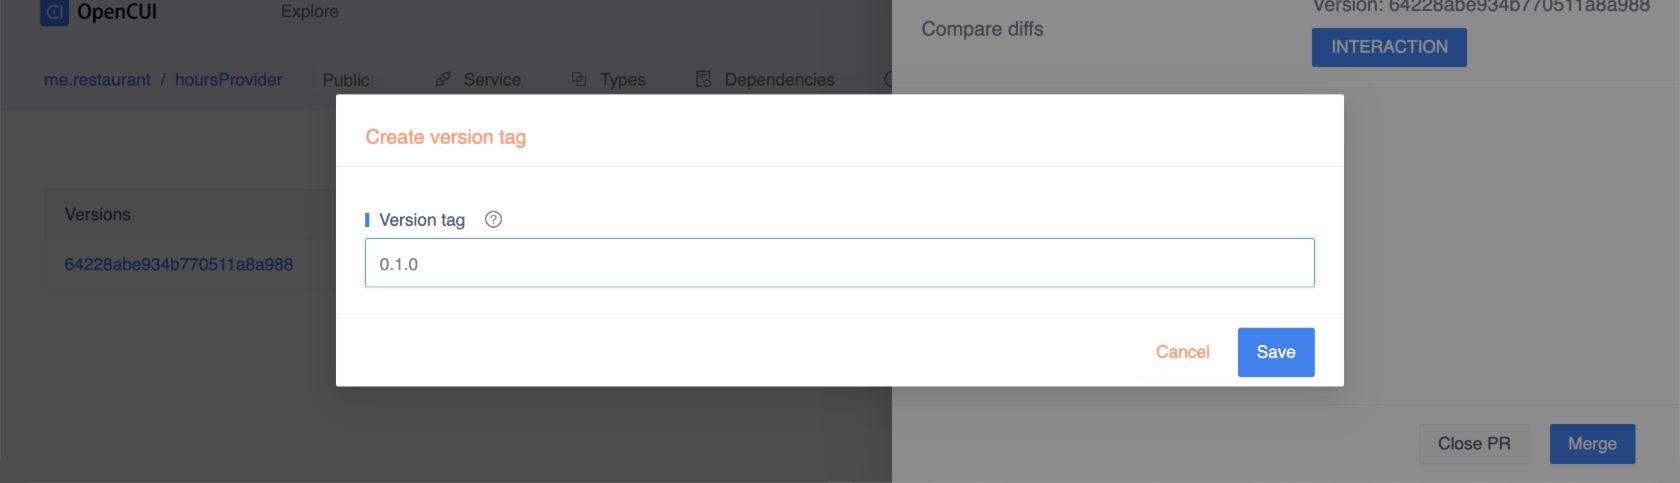 OpenCUI
Explore
me.restaurant / hoursProvider
Public
Service
Types
Dependencies
Versions
64228abe934b770511a8a988
Compare diffs
Version: 64228abe934b770511a8a988
INTERACTION
Create version tag
Version tag
0.1.0
Cancel
Save
Close PR
Merge